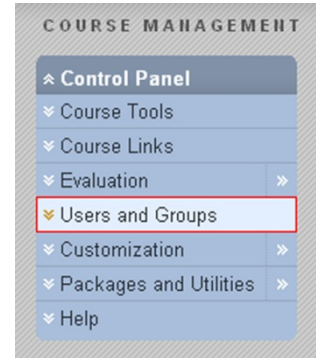 COURSE MANAGEMENT
Control Panel
Course Tools
Course Links
Evaluation
Users and Groups
Customization
Packages and Utilities
Help